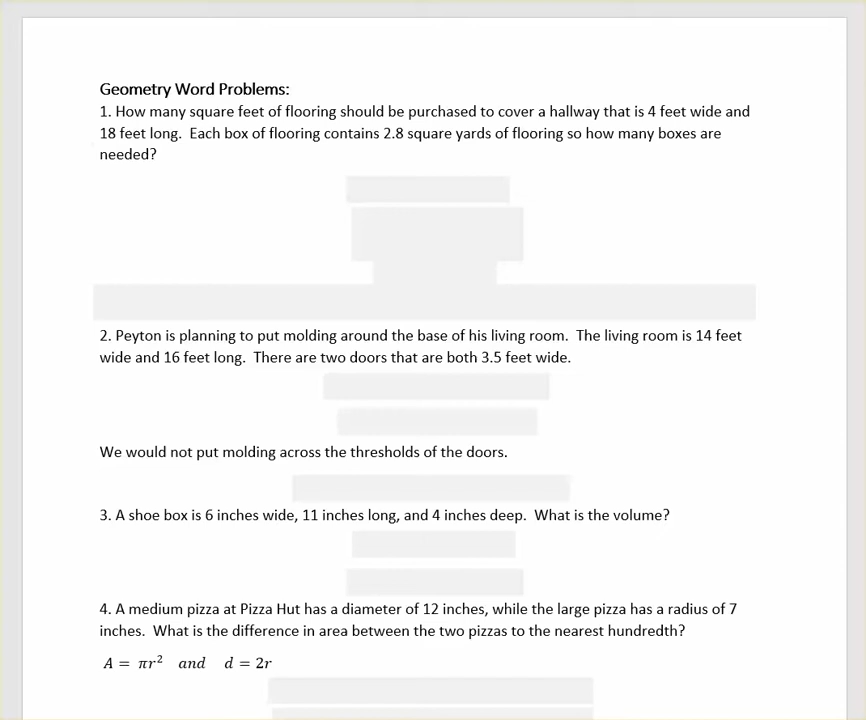 Geometry Word Problems:
1. How many square feet of flooring should be purchased to cover a hallway that is 4 feet wide and
18 feet long.  Each box of flooring contains 2.8 square yards of flooring so how many boxes are
needed?
2. Peyton is planning to put molding around the base of his living room.  The living room is 14 feet
wide and 16 feet long.  There are two doors that are both 3.5 feet wide.
We would not put molding across the thresholds of the doors.
3. A shoe box is 6 inches wide, 11 inches long, and 4 inches deep.  What is the volume?
4. A medium pizza at Pizza Hut has a diameter of 12 inches, while the large pizza has a radius of 7
inches.  What is the difference in area between the two pizzas to the nearest hundredth?
A = πr² and d = 2r